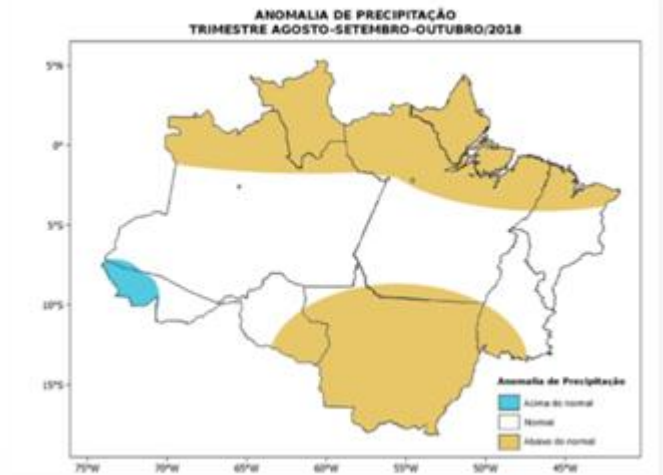 ANOMALIA DE PRECIPITAÇÃO
TRIMESTRE AGOSTO-SETEMBRO-OUTUBRO/2018
5°N
0°
5°S
10°S
15°S
75°W
70°W
65°W
60°W
55°W
50°W
45°W
Anomalia de Precipitação
Acima do normal
Normal
Abaixo do normal